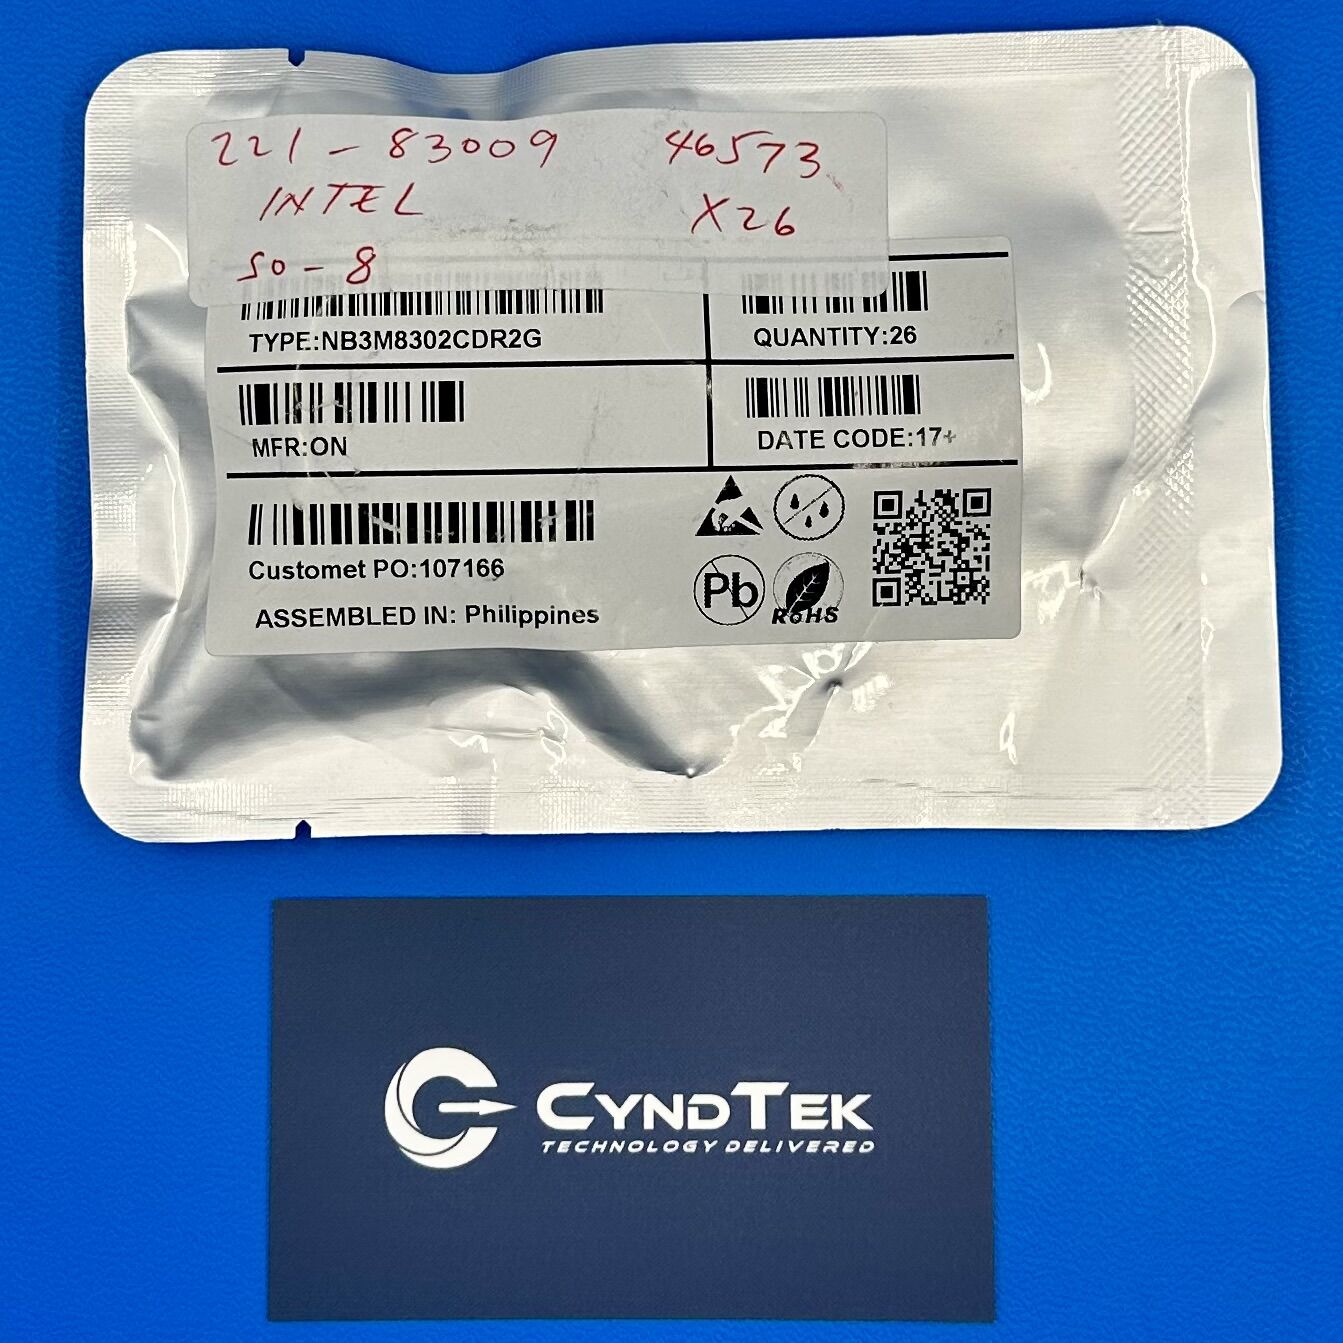 221-83009 46573
INTEL X26
SO-8
TYPE:NB3M8302CDR2G QUANTITY:26
MFR:ON DATE CODE:17+
Customet PO:107166
ASSEMBLED IN: Philippines
Pb
RoHS
CYNDTEK
TECHNOLOGY DELIVERED